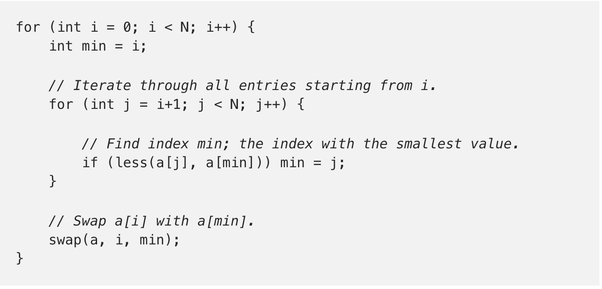 for (int i = 0; i < N; i++) {
    int min = i;

    // Iterate through all entries starting from i.
    for (int j = i+1; j < N; j++) {

        // Find index min; the index with the smallest value.
        if (less(a[j], a[min])) min = j;
    }

    // Swap a[i] with a[min].
    swap(a, i, min);
}